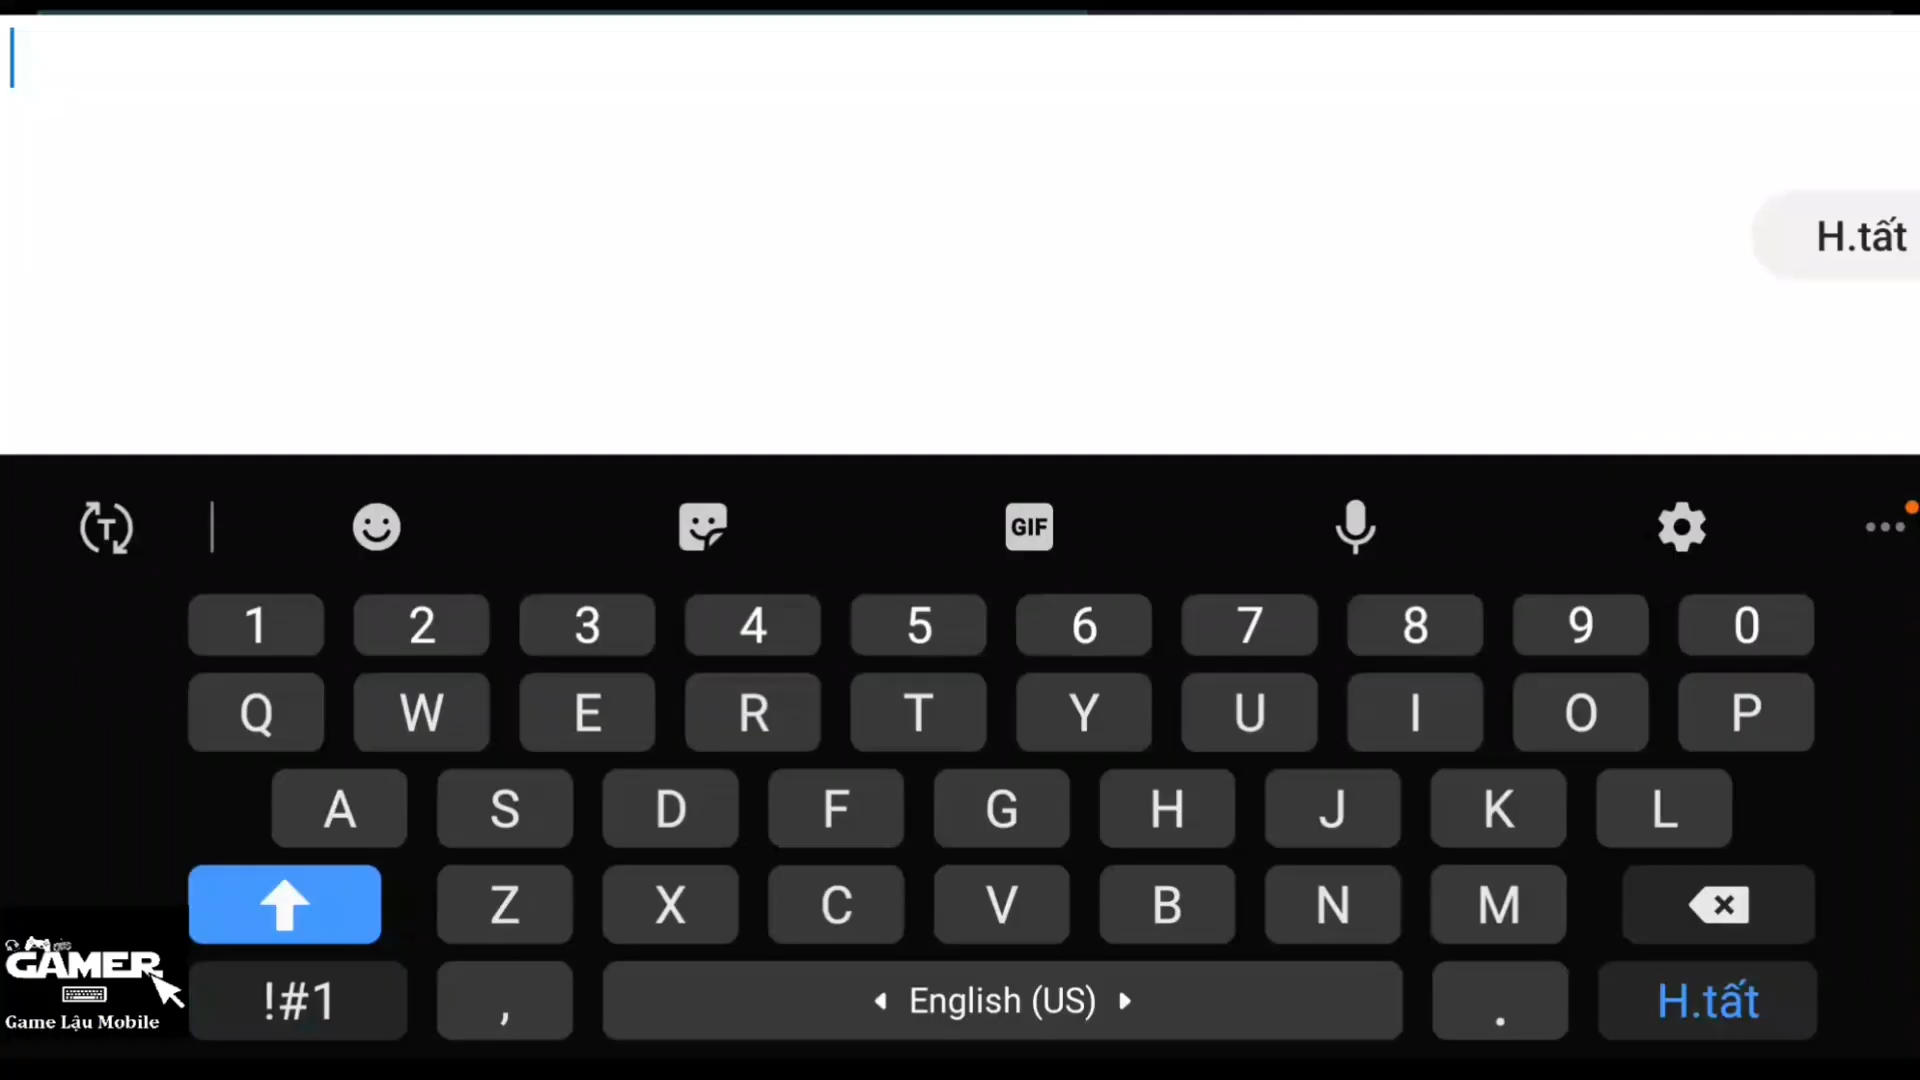 H.tất
GIF
1 2 3 4 5 6 7 8 9 0
Q W E R T Y U I O P
A S D F G H J K L
Z X C V B N M
!#1 , English (US) . H.tất
GAMER
Game Lậu Mobile